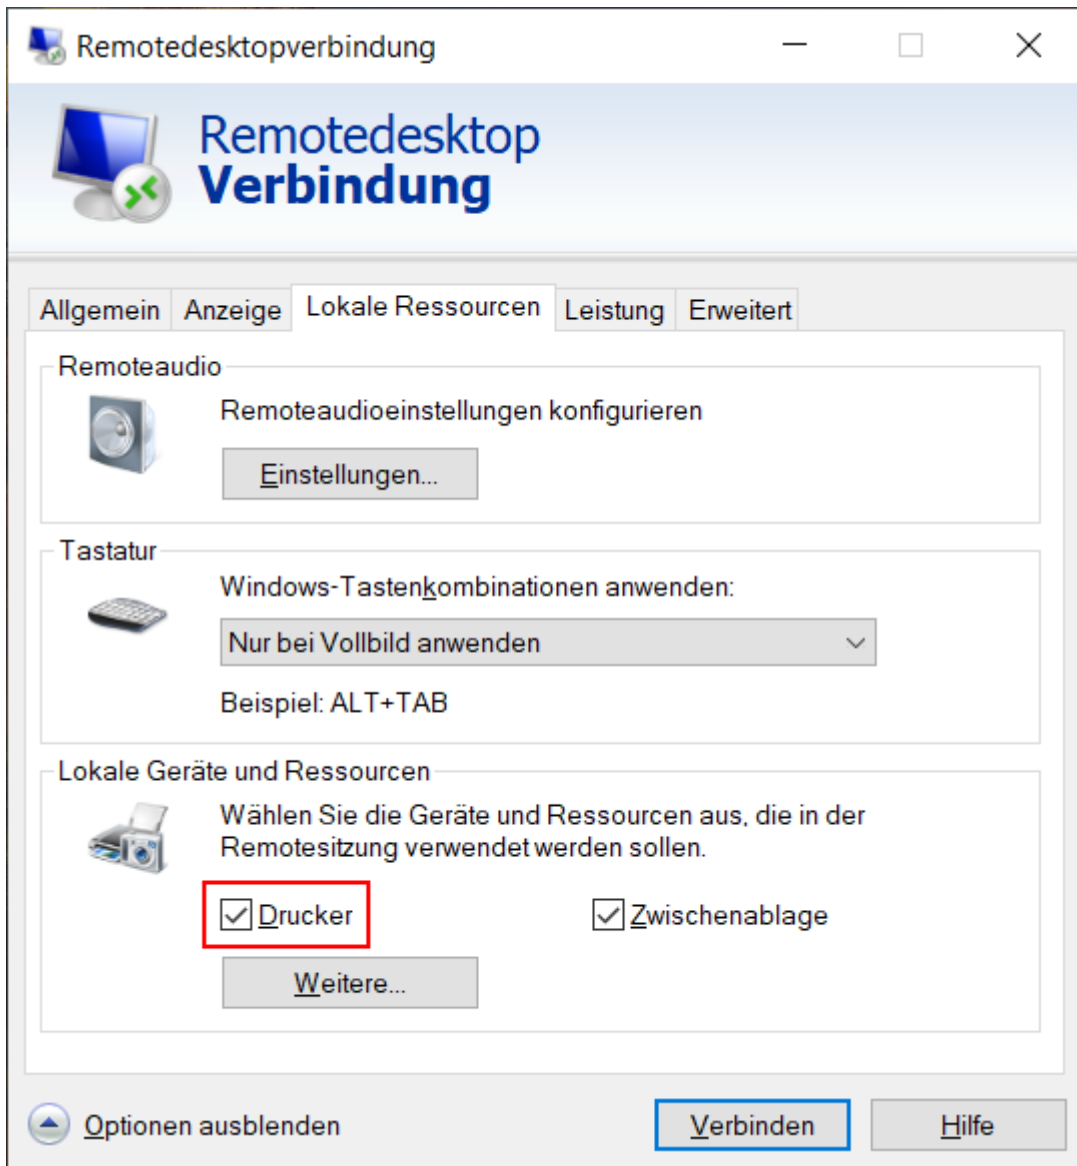 Remotedesktopverbindung
Remotedesktop
Verbindung
Allgemein Anzeige Lokale Ressourcen Leistung Erweitert
Remoteaudio
Remoteaudioeinstellungen konfigurieren
Einstellungen...
Tastatur
Windows-Tastenkombinationen anwenden:
Nur bei Vollbild anwenden
Beispiel: ALT+TAB
Lokale Geräte und Ressourcen
Wählen Sie die Geräte und Ressourcen aus, die in der
Remotesitzung verwendet werden sollen.
Drucker Zwischenablage
Weitere...
Optionen ausblenden Verbinden Hilfe